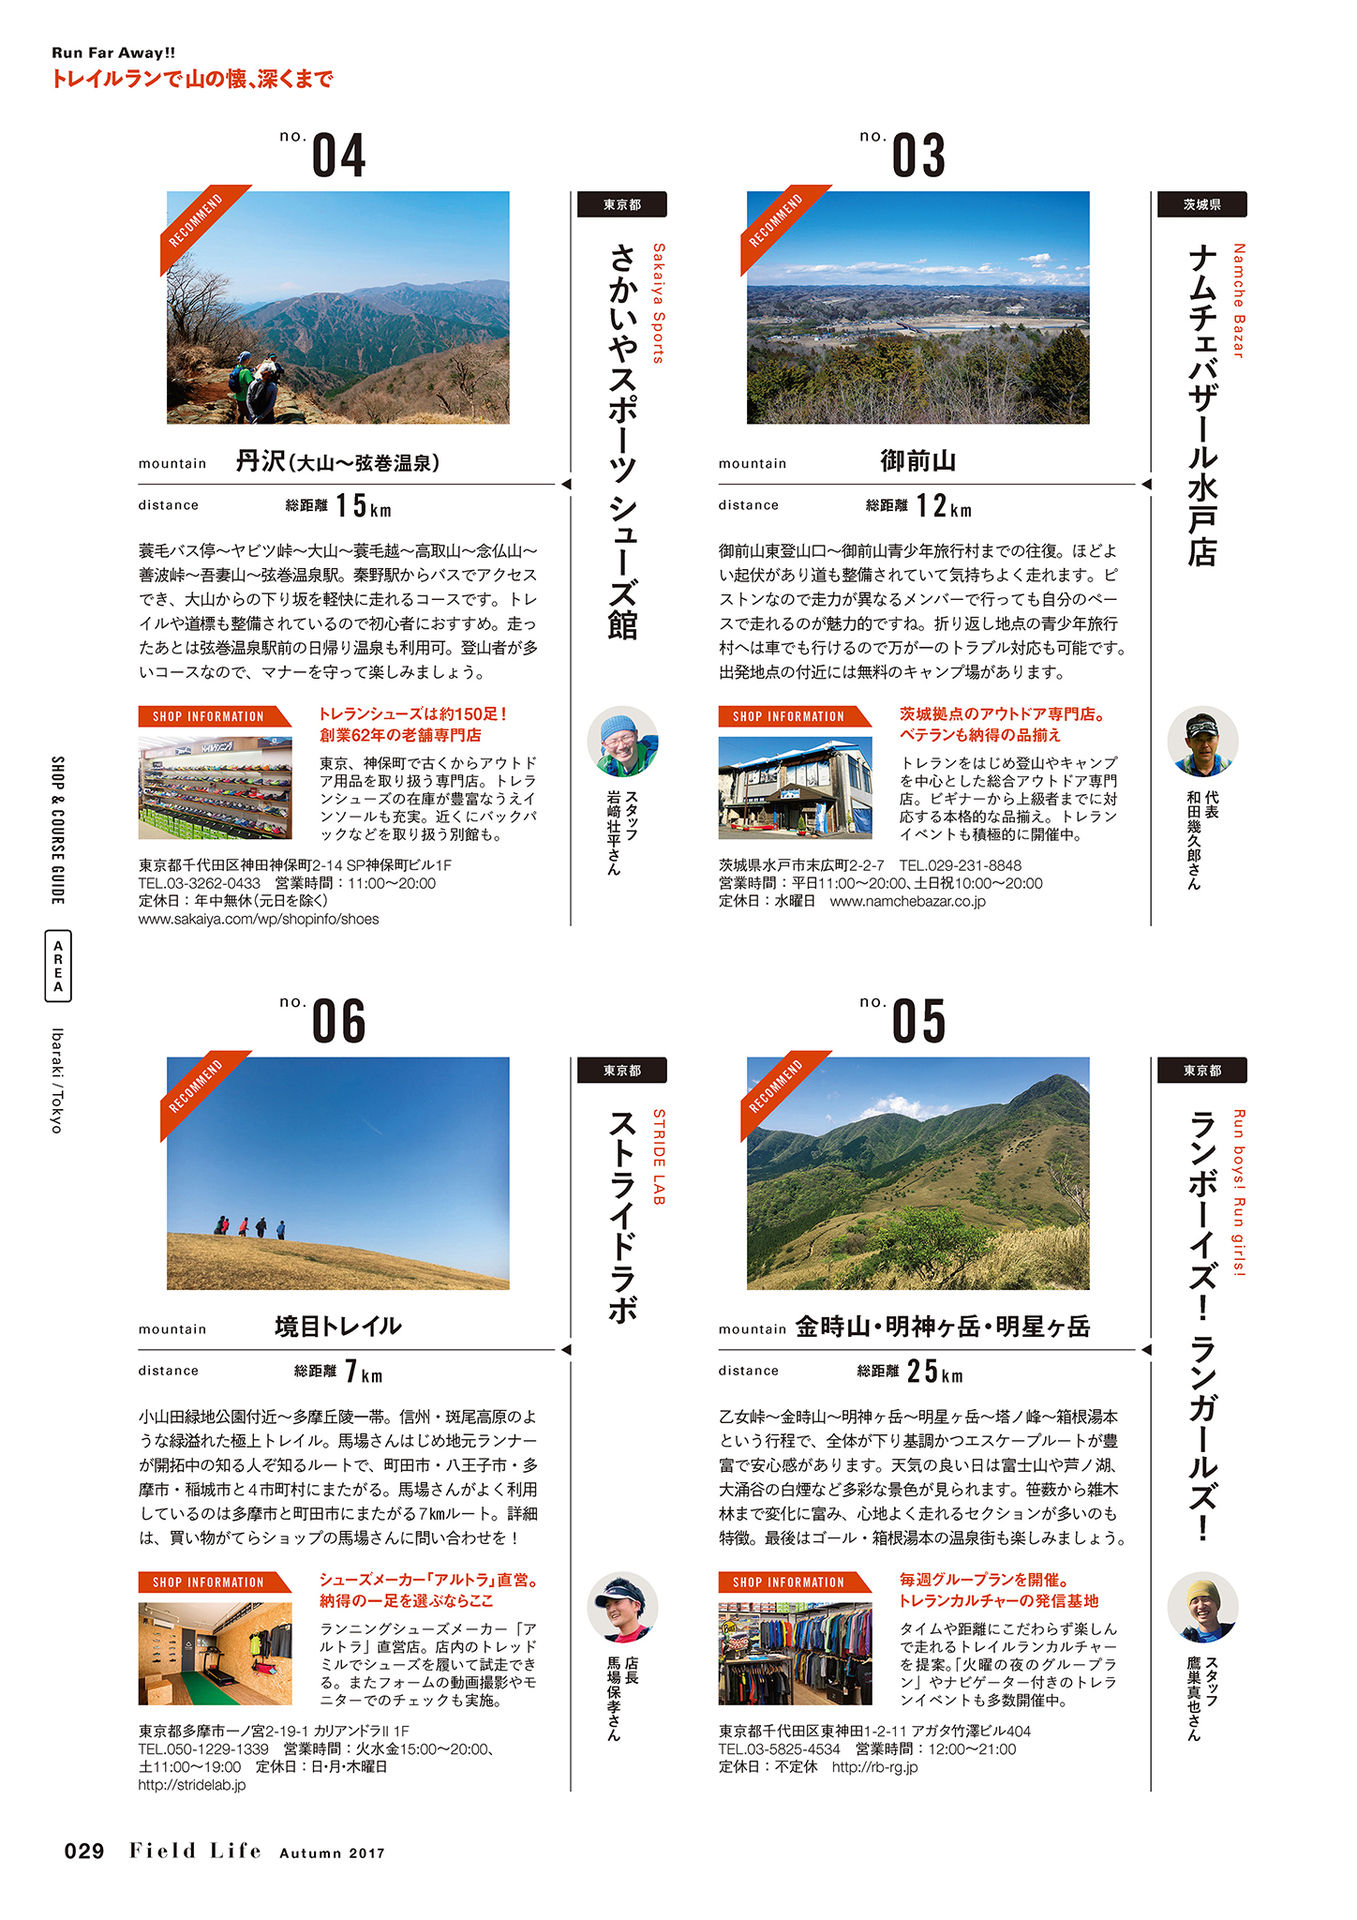 Run Far Away!!
トレイルランで山の懐、深くまで
no. 03
RECOMMEND
茨城県
Namche Bazar
ナムチェバザール水戸店
mountain 御前山
distance 総距離 12km
御前山東登山口〜御前山青少年旅行村までの往復。ほどよ
い起伏があり道も整備されていて気持ちよく走れます。ピ
ストンなので走力が異なるメンバーで行っても自分のペー
スで走れるのが魅力的ですね。折り返し地点の青少年旅行
村へは車でも行けるので万が一のトラブル対応も可能です。
出発地点の付近には無料のキャンプ場があります。
SHOP INFORMATION
茨城拠点のアウトドア専門店。
ベテランも納得の品揃え
トレランをはじめ登山やキャンプ
を中心とした総合アウトドア専門
店。ビギナーから上級者までに対
応する本格的な品揃え。トレラン
イベントも積極的に開催中。
代表
和田幾久郎さん
茨城県水戸市末広町2-2-7 TEL.029-231-8848
営業時間：平日11:00〜20:00、土日祝10:00〜20:00
定休日：水曜日 www.namchebazar.co.jp
no. 04
RECOMMEND
東京都
Sakaiya Sports
さかいやスポーツ シューズ館
mountain 丹沢（大山〜弦巻温泉）
distance 総距離 15km
蓑毛バス停〜ヤビツ峠〜大山〜蓑毛越〜高取山〜念仏山〜
善波峠〜吾妻山〜弦巻温泉駅。秦野駅からバスでアクセス
でき、大山からの下り坂を軽快に走れるコースです。トレ
イルや道標も整備されているので初心者におすすめ。走っ
たあとは弦巻温泉駅前の日帰り温泉も利用可。登山者が多
いコースなので、マナーを守って楽しみましょう。
SHOP INFORMATION
トレランシューズは約150足！
創業62年の老舗専門店
東京、神保町で古くからアウトド
ア用品を取り扱う専門店。トレラ
ンシューズの在庫が豊富なうえイ
ンソールも充実。近くにバックパ
ックなどを取り扱う別館も。
スタッフ
岩﨑壮平さん
東京都千代田区神田神保町2-14 SP神保町ビル1F
TEL.03-3262-0433 営業時間：11:00〜20:00
定休日：年中無休（元日を除く）
www.sakaiya.com/wp/shopinfo/shoes
no. 05
RECOMMEND
東京都
Run boys! Run girls!
ランボーイズ！ ランガールズ！
mountain 金時山・明神ヶ岳・明星ヶ岳
distance 総距離 25km
乙女峠〜金時山〜明神ヶ岳〜明星ヶ岳〜塔ノ峰〜箱根湯本
という行程で、全体が下り基調かつエスケープルートが豊
富で安心感があります。天気の良い日は富士山や芦ノ湖、
大涌谷の白煙など多彩な景色が見られます。笹薮から雑木
林まで変化に富み、心地よく走れるセクションが多いのも
特徴。最後はゴール・箱根湯本の温泉街も楽しみましょう。
SHOP INFORMATION
毎週グループランを開催。
トレランカルチャーの発信基地
タイムや距離にこだわらず楽しん
で走れるトレイルランカルチャー
を提案。「火曜の夜のグループラ
ン」やナビゲーター付きのトレラ
ンイベントも多数開催中。
スタッフ
鷹巣真也さん
東京都千代田区東神田1-2-11 アガタ竹澤ビル404
TEL.03-5825-4534 営業時間：12:00〜21:00
定休日：不定休 http://rb-rg.jp
no. 06
RECOMMEND
東京都
STRIDE LAB
ストライドラボ
mountain 境目トレイル
distance 総距離 7km
小山田緑地公園付近〜多摩丘陵一帯。信州・斑尾高原のよ
うな緑溢れた極上トレイル。馬場さんはじめ地元ランナー
が開拓中の知る人ぞ知るルートで、町田市・八王子市・多
摩市・稲城市と4市町村にまたがる。馬場さんがよく利用
しているのは多摩市と町田市にまたがる7㎞ルート。詳細
は、買い物がてらショップの馬場さんに問い合わせを！
SHOP INFORMATION
シューズメーカー「アルトラ」直営。
納得の一足を選ぶならここ
ランニングシューズメーカー「ア
ルトラ」直営店。店内のトレッド
ミルでシューズを履いて試走でき
る。またフォームの動画撮影やモ
ニターでのチェックも実施。
店長
馬場保孝さん
東京都多摩市一ノ宮2-19-1 カリアンドラII 1F
TEL.050-1229-1339 営業時間：火水金15:00〜20:00、
土11:00〜19:00 定休日：日・月・木曜日
http://stridelab.jp
SHOP & COURSE GUIDE
AREA
Ibaraki / Tokyo
029 Field Life Autumn 2017